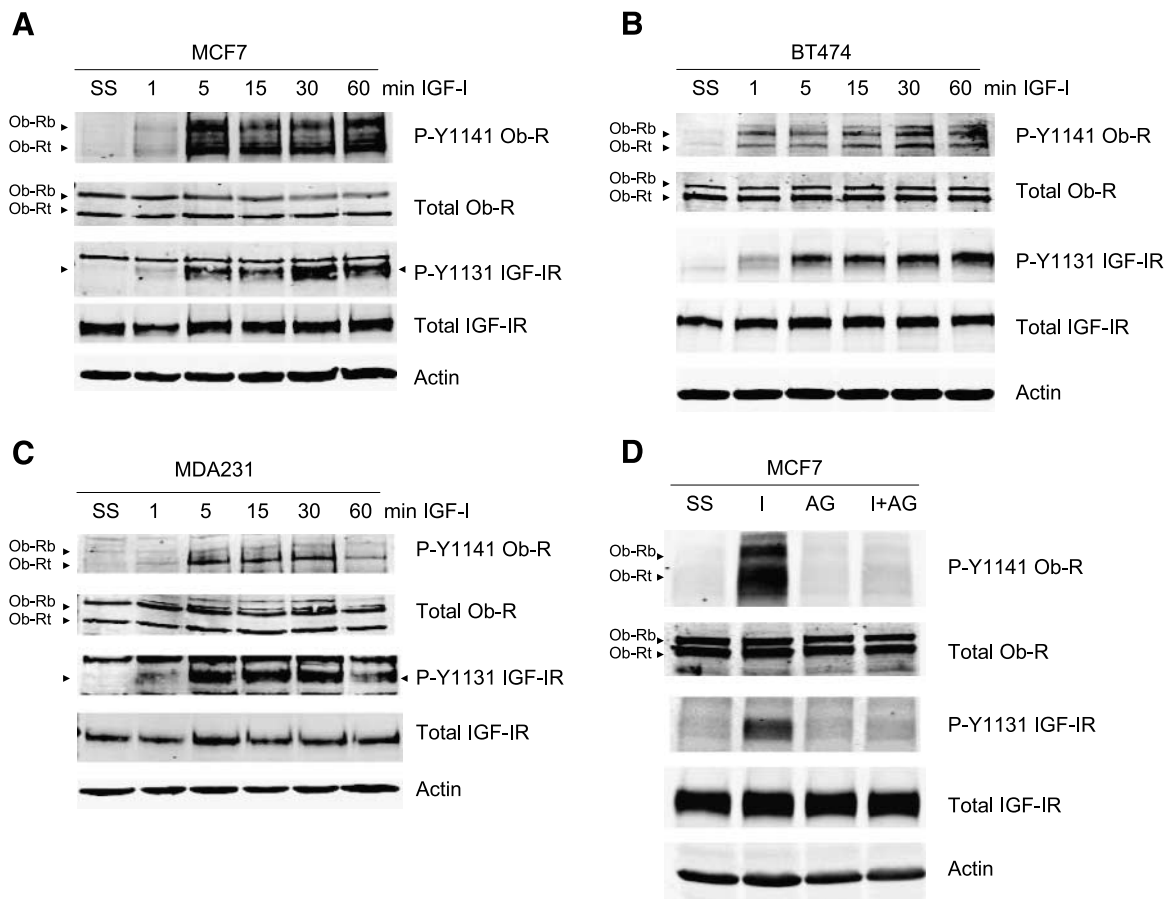 A
MCF7
SS 1 5 15 30 60 min IGF-I
Ob-Rb
Ob-Rt
P-Y1141 Ob-R
Ob-Rb
Ob-Rt
Total Ob-R
P-Y1131 IGF-IR
Total IGF-IR
Actin
B
BT474
SS 1 5 15 30 60 min IGF-I
Ob-Rb
Ob-Rt
P-Y1141 Ob-R
Ob-Rb
Ob-Rt
Total Ob-R
P-Y1131 IGF-IR
Total IGF-IR
Actin
C
MDA231
SS 1 5 15 30 60 min IGF-I
Ob-Rb
Ob-Rt
P-Y1141 Ob-R
Ob-Rb
Ob-Rt
Total Ob-R
P-Y1131 IGF-IR
Total IGF-IR
Actin
D
MCF7
SS I AG I+AG
Ob-Rb
Ob-Rt
P-Y1141 Ob-R
Ob-Rb
Ob-Rt
Total Ob-R
P-Y1131 IGF-IR
Total IGF-IR
Actin